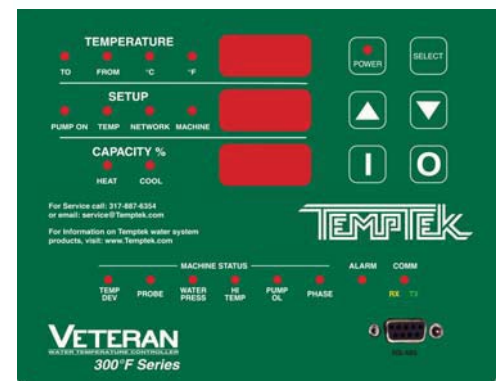 TEMPERATURE
TO FROM °C °F
POWER
SELECT
SETUP
PUMP ON TEMP NETWORK MACHINE
CAPACITY %
HEAT COOL
I O
For Service call: 317-887-6354
or email: service@Temptek.com
For Information on Temptek water system
products, visit: www.Temptek.com
TEMPTEK
MACHINE STATUS
ALARM COMM
TEMP DEV
PROBE
WATER PRESS
HI TEMP
PUMP OL
PHASE
RX TX
VETERAN
WATER TEMPERATURE CONTROLLER
300°F Series
RS-485